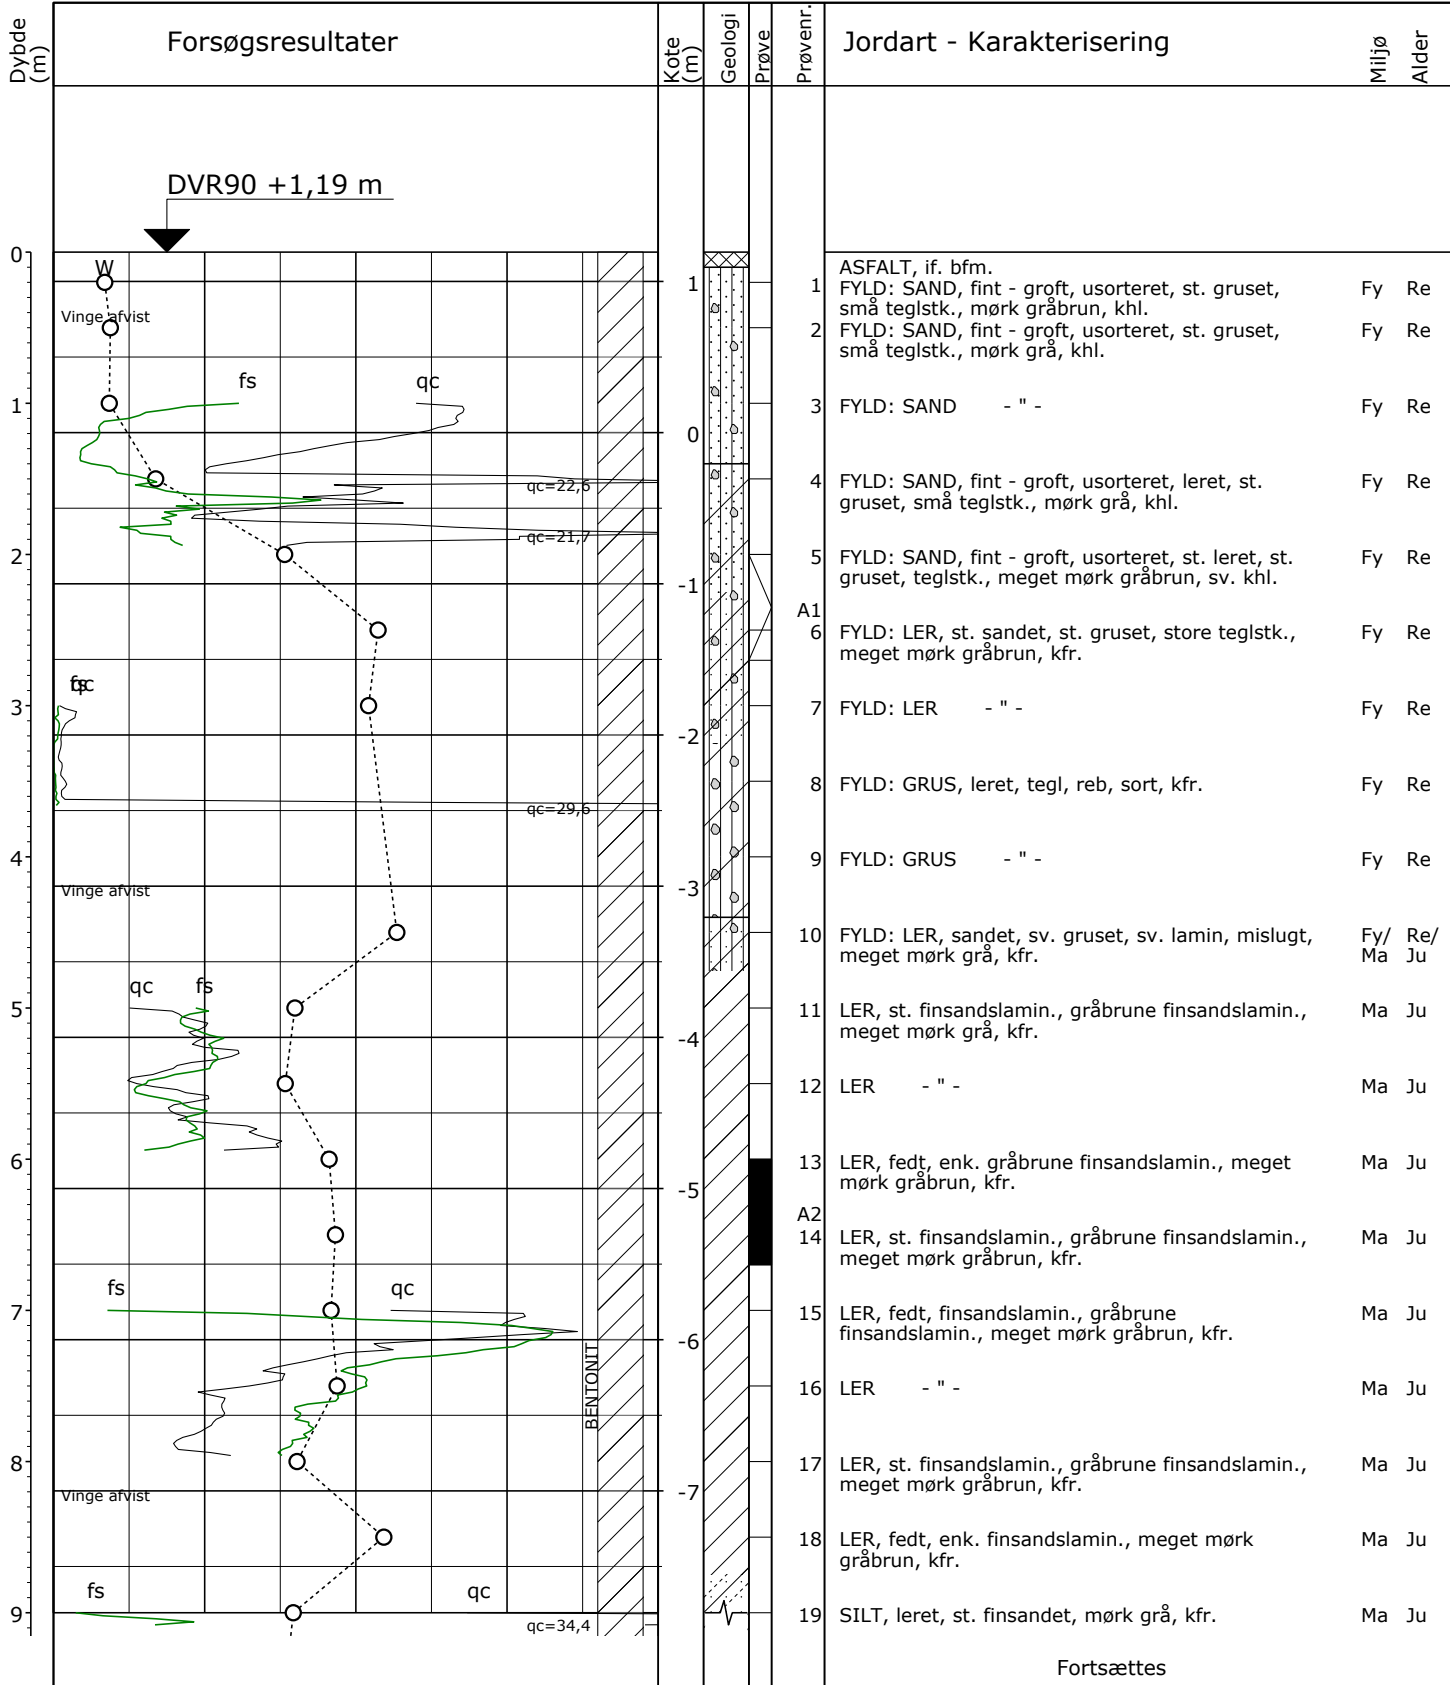 Dybde
(m)
Forsøgsresultater
Kote
(m)
Geologi
Prøve
Prøvenr.
Jordart - Karakterisering
Miljø
Alder
DVR90 +1,19 m
0
W
ASFALT, if. bfm.
1
1 FYLD: SAND, fint - groft, usorteret, st. gruset, Fy Re
små teglstk., mørk gråbrun, khl.
Vinge afvist
2 FYLD: SAND, fint - groft, usorteret, st. gruset, Fy Re
små teglstk., mørk grå, khl.
fs
qc
1
3 FYLD: SAND - " - Fy Re
0
qc=22,6
4 FYLD: SAND, fint - groft, usorteret, leret, st. Fy Re
gruset, små teglstk., mørk grå, khl.
qc=21,7
2
5 FYLD: SAND, fint - groft, usorteret, st. leret, st. Fy Re
gruset, teglstk., meget mørk gråbrun, sv. khl.
-1
A1
6 FYLD: LER, st. sandet, st. gruset, store teglstk., Fy Re
meget mørk gråbrun, kfr.
fs
qc
3
7 FYLD: LER - " - Fy Re
-2
8 FYLD: GRUS, leret, tegl, reb, sort, kfr. Fy Re
qc=29,6
4
9 FYLD: GRUS - " - Fy Re
Vinge afvist
-3
10 FYLD: LER, sandet, sv. gruset, sv. lamin, mislugt, Fy/ Re/
meget mørk grå, kfr. Ma Ju
qc
fs
5
11 LER, st. finsandslamin., gråbrune finsandslamin., Ma Ju
meget mørk grå, kfr.
-4
12 LER - " - Ma Ju
6
13 LER, fedt, enk. gråbrune finsandslamin., meget Ma Ju
mørk gråbrun, kfr.
-5
A2
14 LER, st. finsandslamin., gråbrune finsandslamin., Ma Ju
meget mørk gråbrun, kfr.
fs
qc
7
15 LER, fedt, finsandslamin., gråbrune Ma Ju
finsandslamin., meget mørk gråbrun, kfr.
-6
BENTONIT
16 LER - " - Ma Ju
8
17 LER, st. finsandslamin., gråbrune finsandslamin., Ma Ju
meget mørk gråbrun, kfr.
Vinge afvist
-7
18 LER, fedt, enk. finsandslamin., meget mørk Ma Ju
gråbrun, kfr.
fs
qc
9
19 SILT, leret, st. finsandet, mørk grå, kfr. Ma Ju
qc=34,4
Fortsættes